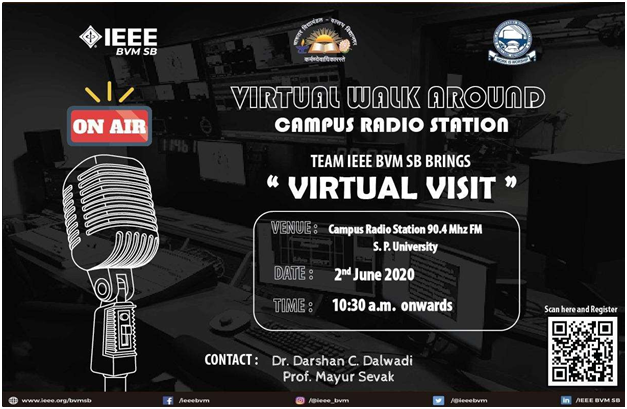 IEEE
BVM SB
ON AIR
VIRTUAL WALK AROUND
CAMPUS RADIO STATION
TEAM IEEE BVM SB BRINGS
“ VIRTUAL VISIT ”
VENUE : Campus Radio Station 90.4 Mhz FM
S. P. University
DATE : 2nd June 2020
TIME : 10:30 a.m. onwards
Scan here and Register
CONTACT : Dr. Darshan C. Dalwadi
Prof. Mayur Sevak
www.ieee.org/bvmsb /ieeebvm @ieee_bvm @ieeebvm /IEEE BVM SB